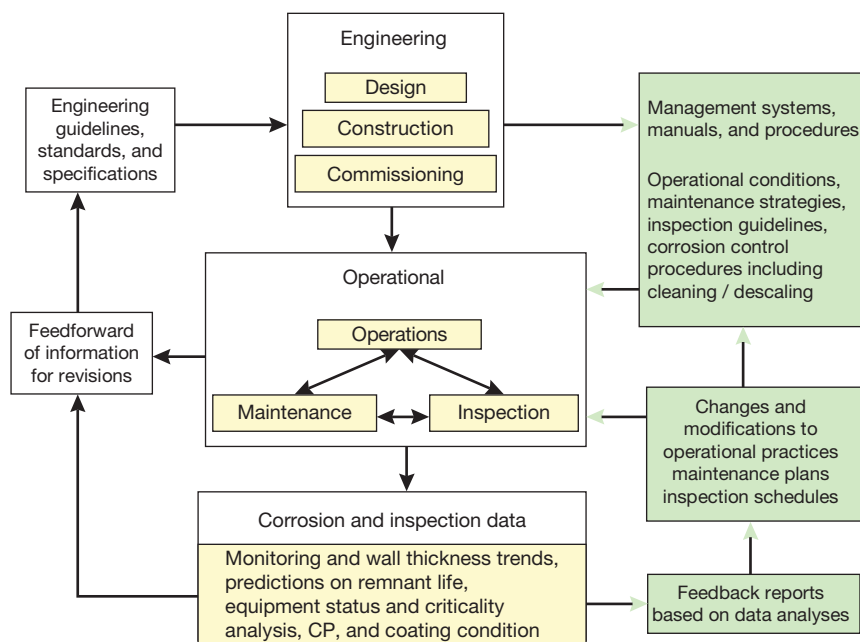 Engineering
Design
Construction
Commissioning
Engineering
guidelines,
standards, and
specifications
Management systems,
manuals, and procedures
Operational conditions,
maintenance strategies,
inspection guidelines,
corrosion control
procedures including
cleaning / descaling
Operational
Operations
Maintenance
Inspection
Feedforward
of information
for revisions
Changes and
modifications to
operational practices
maintenance plans
inspection schedules
Corrosion and inspection data
Monitoring and wall thickness trends,
predictions on remnant life,
equipment status and criticality
analysis, CP, and coating condition
Feedback reports
based on data analyses